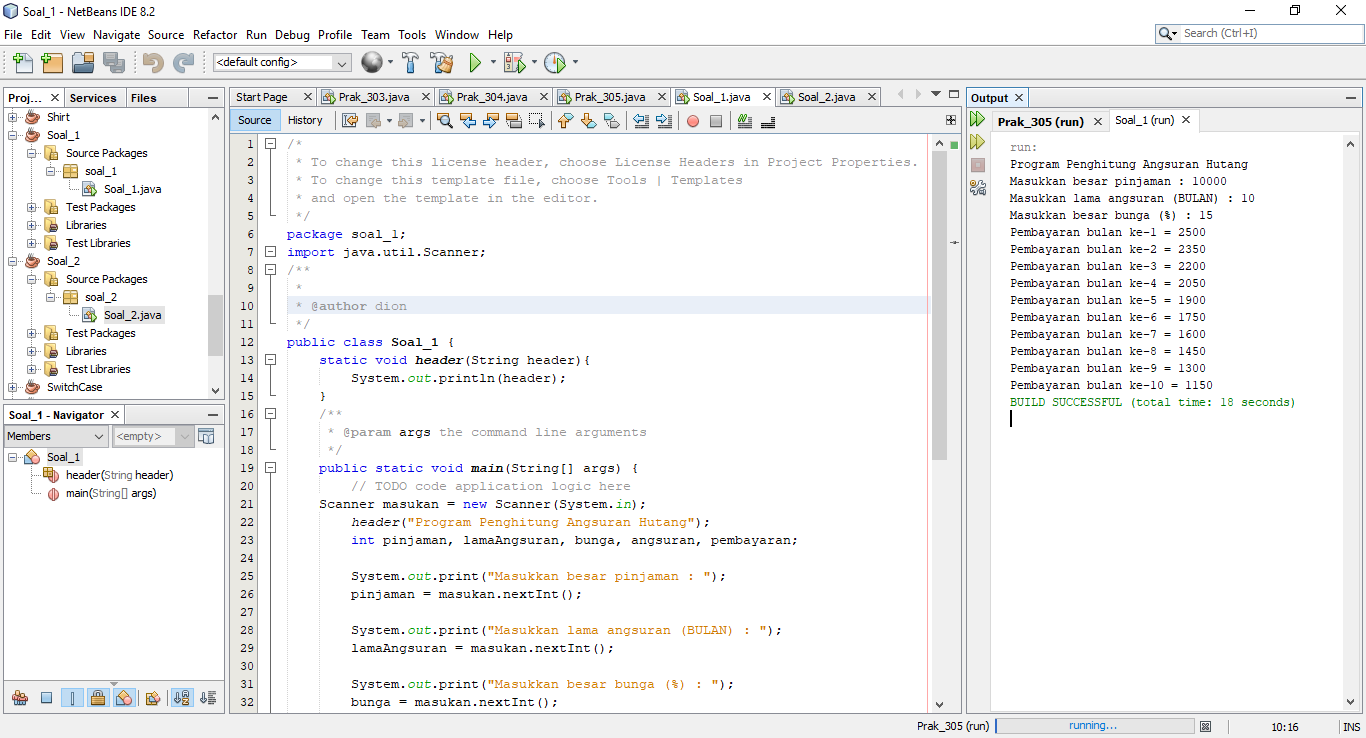 Soal_1 - NetBeans IDE 8.2
File Edit View Navigate Source Refactor Run Debug Profile Team Tools Window Help
Search (Ctrl+I)
<default config>
Proj... Services Files
Shirt
Soal_1
Source Packages
soal_1
Soal_1.java
Test Packages
Libraries
Test Libraries
Soal_2
Source Packages
soal_2
Soal_2.java
Test Packages
Libraries
Test Libraries
SwitchCase
Soal_1 - Navigator
Members <empty>
Soal_1
header(String header)
main(String[] args)
Start Page Prak_303.java Prak_304.java Prak_305.java Soal_1.java Soal_2.java
Source History
1 /*
2  * To change this license header, choose License Headers in Project Properties.
3  * To change this template file, choose Tools | Templates
4  * and open the template in the editor.
5  */
6 package soal_1;
7 import java.util.Scanner;
8 /**
9  *
10  * @author dion
11  */
12 public class Soal_1 {
13     static void header(String header){
14         System.out.println(header);
15     }
16     /**
17      * @param args the command line arguments
18      */
19     public static void main(String[] args) {
20         // TODO code application logic here
21     Scanner masukan = new Scanner(System.in);
22         header("Program Penghitung Angsuran Hutang");
23         int pinjaman, lamaAngsuran, bunga, angsuran, pembayaran;
24
25         System.out.print("Masukkan besar pinjaman : ");
26         pinjaman = masukan.nextInt();
27
28         System.out.print("Masukkan lama angsuran (BULAN) : ");
29         lamaAngsuran = masukan.nextInt();
30
31         System.out.print("Masukkan besar bunga (%) : ");
32         bunga = masukan.nextInt();
Output
Prak_305 (run) Soal_1 (run)
run:
Program Penghitung Angsuran Hutang
Masukkan besar pinjaman : 10000
Masukkan lama angsuran (BULAN) : 10
Masukkan besar bunga (%) : 15
Pembayaran bulan ke-1 = 2500
Pembayaran bulan ke-2 = 2350
Pembayaran bulan ke-3 = 2200
Pembayaran bulan ke-4 = 2050
Pembayaran bulan ke-5 = 1900
Pembayaran bulan ke-6 = 1750
Pembayaran bulan ke-7 = 1600
Pembayaran bulan ke-8 = 1450
Pembayaran bulan ke-9 = 1300
Pembayaran bulan ke-10 = 1150
BUILD SUCCESSFUL (total time: 18 seconds)
Prak_305 (run) running... 10:16 INS